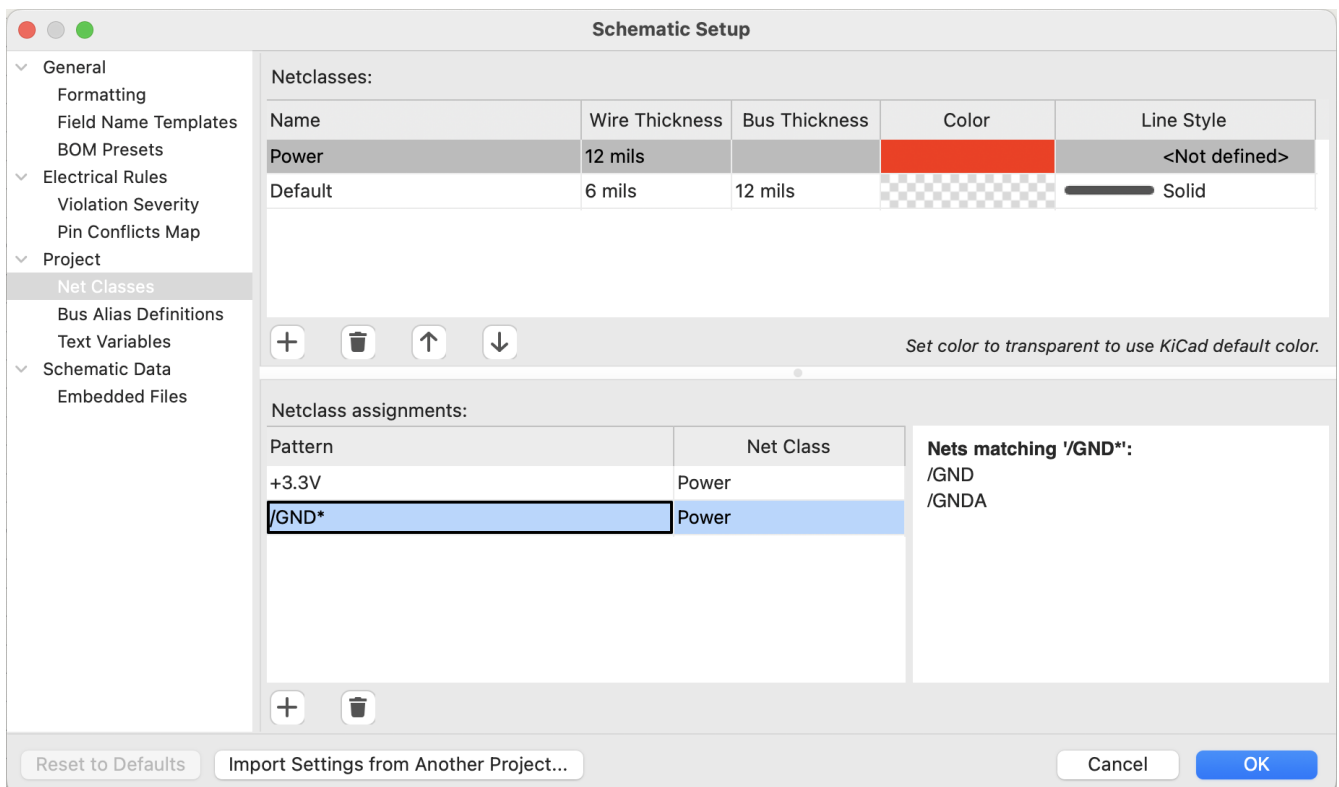 Schematic Setup
General
Formatting
Field Name Templates
BOM Presets
Electrical Rules
Violation Severity
Pin Conflicts Map
Project
Net Classes
Bus Alias Definitions
Text Variables
Schematic Data
Embedded Files
Netclasses:
Name Wire Thickness Bus Thickness Color Line Style
Power 12 mils <Not defined>
Default 6 mils 12 mils Solid
Set color to transparent to use KiCad default color.
Netclass assignments:
Pattern Net Class
+3.3V Power
/GND* Power
Nets matching '/GND*':
/GND
/GNDA
Reset to Defaults Import Settings from Another Project... Cancel OK